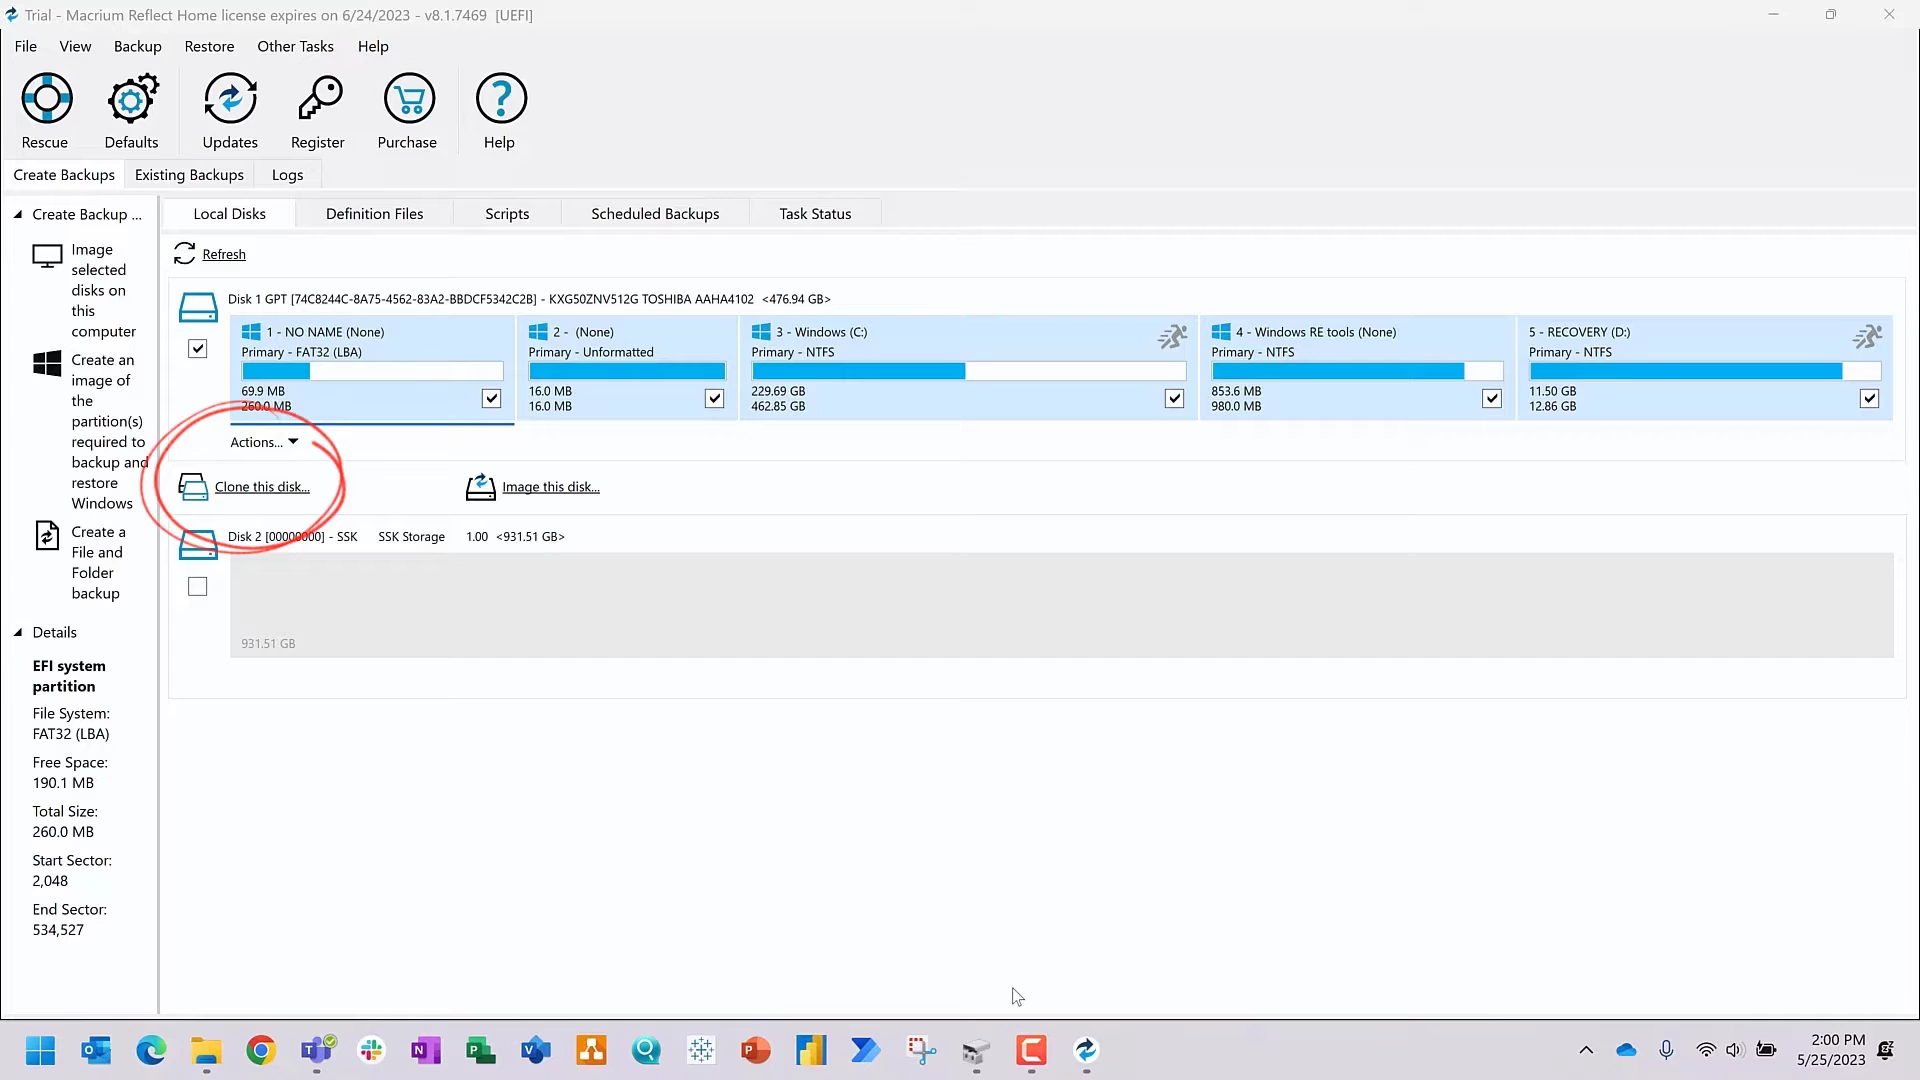 Trial - Macrium Reflect Home license expires on 6/24/2023 - v8.1.7469 [UEFI]
File View Backup Restore Other Tasks Help
Rescue Defaults Updates Register Purchase Help
Create Backups Existing Backups Logs
Create Backup ...
Image
selected
disks on
this
computer
Create an
image of
the
partition(s)
required to
backup and
restore
Windows
Create a
File and
Folder
backup
Details
EFI system
partition
File System:
FAT32 (LBA)
Free Space:
190.1 MB
Total Size:
260.0 MB
Start Sector:
2,048
End Sector:
534,527
Local Disks Definition Files Scripts Scheduled Backups Task Status
Refresh
Disk 1 GPT [74C8244C-8A75-4562-83A2-BBDCF5342C2B] - KXG50ZNV512G TOSHIBA AAHA4102 <476.94 GB>
1 - NO NAME (None)
Primary - FAT32 (LBA)
69.9 MB
260.0 MB
2 - (None)
Primary - Unformatted
16.0 MB
16.0 MB
3 - Windows (C:)
Primary - NTFS
229.69 GB
462.85 GB
4 - Windows RE tools (None)
Primary - NTFS
853.6 MB
980.0 MB
5 - RECOVERY (D:)
Primary - NTFS
11.50 GB
12.86 GB
Actions...
Clone this disk... Image this disk...
Disk 2 [00000000] - SSK SSK Storage 1.00 <931.51 GB>
931.51 GB
2:00 PM
5/25/2023